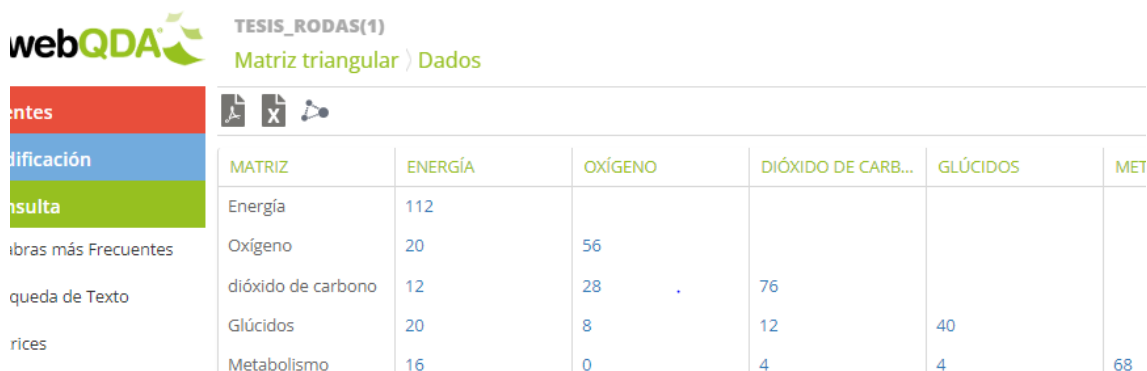 webQDA
TESIS_RODAS(1)
Matriz triangular 〉 Dados
entes
dificación
nsulta
abras más Frecuentes
queda de Texto
rices
MATRIZ ENERGÍA OXÍGENO DIÓXIDO DE CARB... GLÚCIDOS MET
Energía 112
Oxígeno 20 56
dióxido de carbono 12 28 76
Glúcidos 20 8 12 40
Metabolismo 16 0 4 4 68